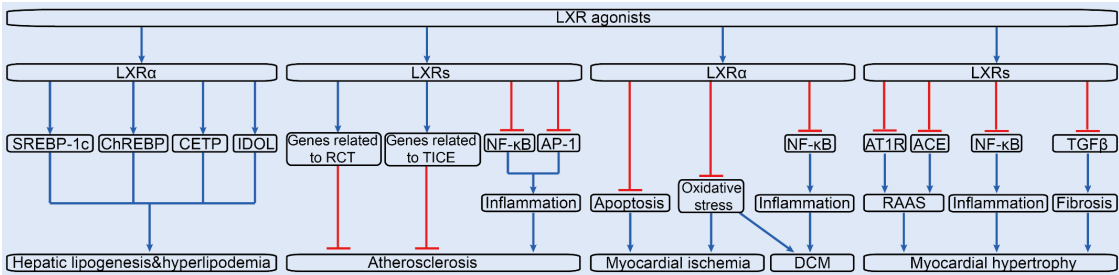 LXR agonists
LXRα
LXRs
LXRα
LXRs
SREBP-1c
ChREBP
CETP
IDOL
Genes related
to RCT
Genes related
to TICE
NF-κB
AP-1
NF-κB
AT1R
ACE
NF-κB
TGFβ
Inflammation
Apoptosis
Oxidative
stress
Inflammation
RAAS
Inflammation
Fibrosis
Hepatic lipogenesis&hyperlipodemia
Atherosclerosis
Myocardial ischemia
DCM
Myocardial hypertrophy